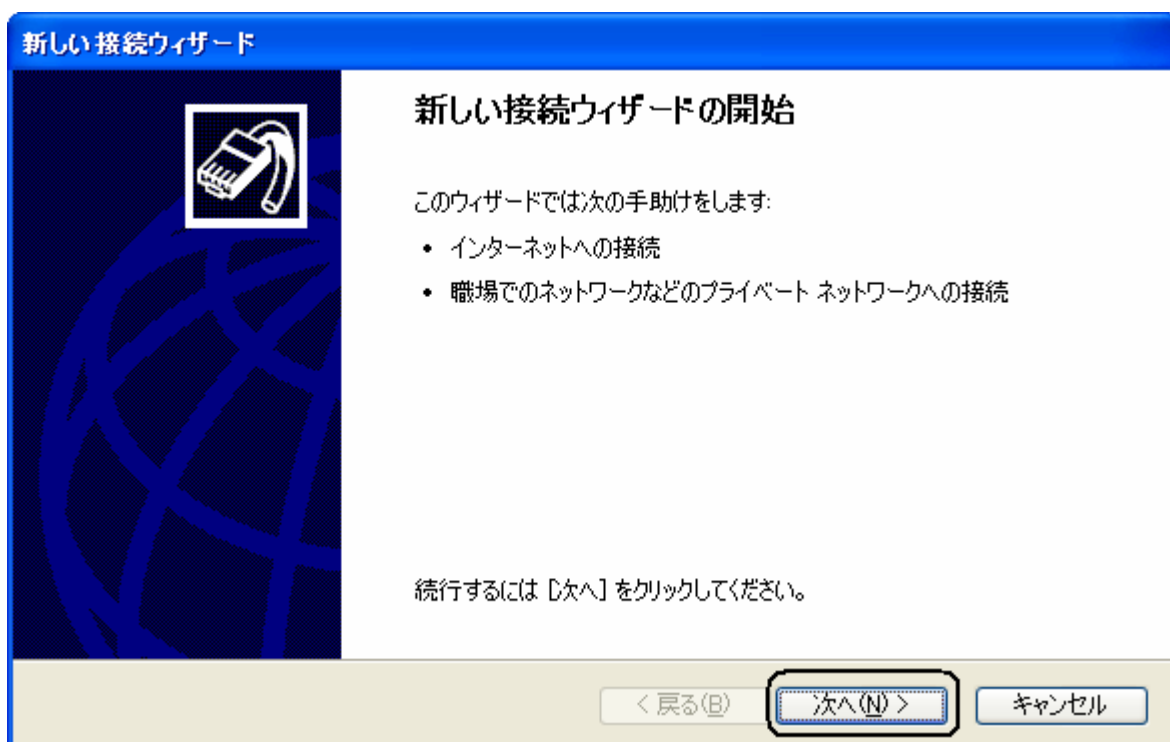 新しい接続ウィザード
新しい接続ウィザードの開始
このウィザードでは次の手助けをします:
• インターネットへの接続
• 職場でのネットワークなどのプライベート ネットワークへの接続
続行するには [次へ] をクリックしてください。
< 戻る(B) 次へ(N) > キャンセル